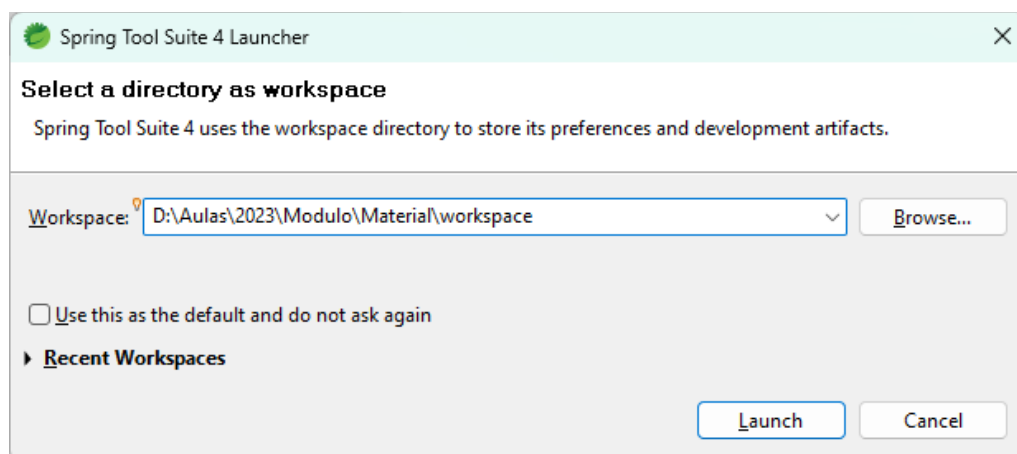 Spring Tool Suite 4 Launcher
Select a directory as workspace
Spring Tool Suite 4 uses the workspace directory to store its preferences and development artifacts.
Workspace: D:\Aulas\2023\Modulo\Material\workspace Browse...
Use this as the default and do not ask again
Recent Workspaces
Launch Cancel